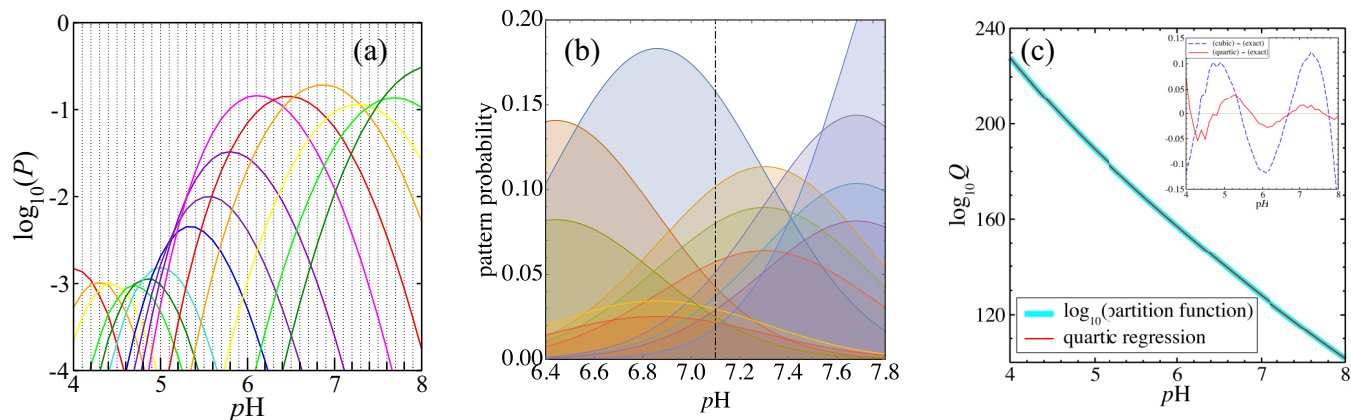 (a)
0
-1
-2
-3
-4
log10(P)
4 5 6 7 8
pH
(b)
0.20
0.15
0.10
0.05
0.00
pattern probability
6.4 6.6 6.8 7.0 7.2 7.4 7.6 7.8
pH
(c)
240
200
160
120
log10Q
4 5 6 7 8
pH
log10(partition function)
quartic regression
(cubic) − (exact)
(quartic) − (exact)
0.15
0.1
0.05
0
-0.05
0.1
0.15
4 5 6 7 8
pH